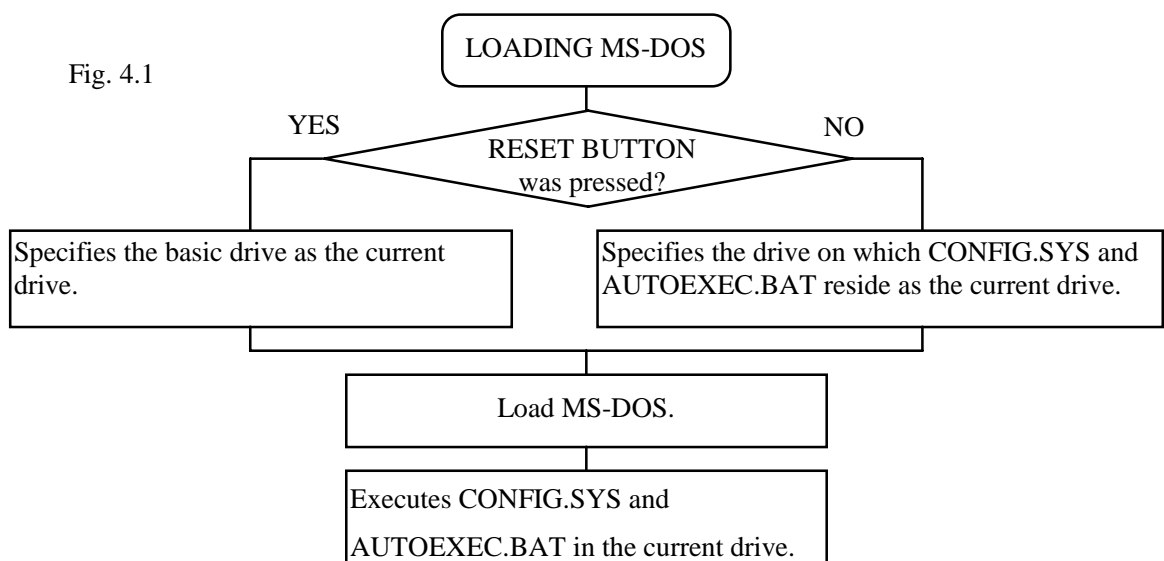 LOADING MS-DOS
Fig. 4.1
YES
NO
RESET BUTTON
was pressed?
Specifies the basic drive as the current
drive.
Specifies the drive on which CONFIG.SYS and
AUTOEXEC.BAT reside as the current drive.
Load MS-DOS.
Executes CONFIG.SYS and
AUTOEXEC.BAT in the current drive.